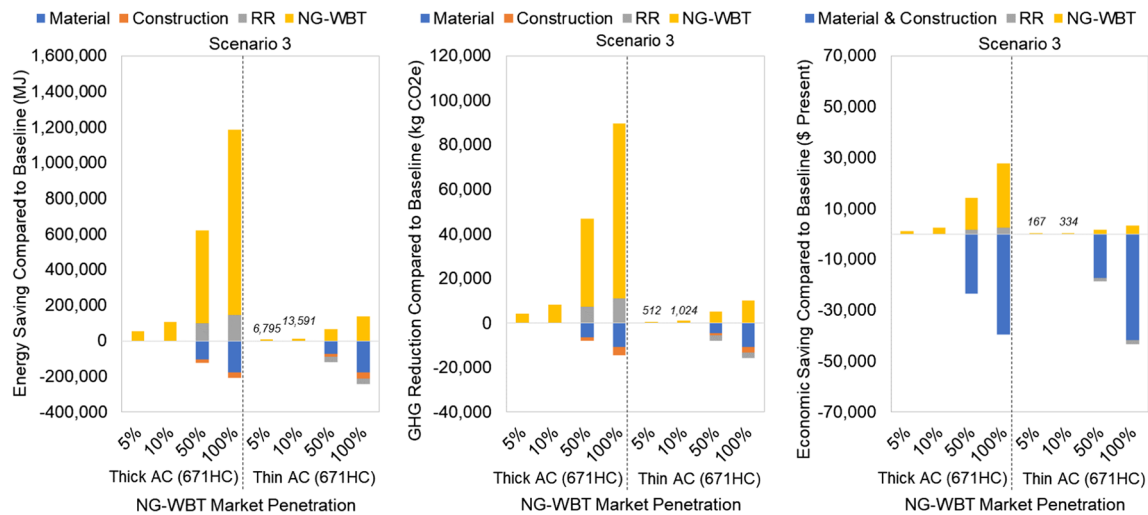 Material Construction RR NG-WBT
Scenario 3
Energy Saving Compared to Baseline (MJ)
1,600,000
1,400,000
1,200,000
1,000,000
800,000
600,000
400,000
200,000
0
-200,000
-400,000
6,795
13,591
5% 10% 50% 100% 5% 10% 50% 100%
Thick AC (671HC) Thin AC (671HC)
NG-WBT Market Penetration
Material Construction RR NG-WBT
Scenario 3
GHG Reduction Compared to Baseline (kg CO2e)
120,000
100,000
80,000
60,000
40,000
20,000
0
-20,000
-40,000
512 1,024
5% 10% 50% 100% 5% 10% 50% 100%
Thick AC (671HC) Thin AC (671HC)
NG-WBT Market Penetration
Material & Construction RR NG-WBT
Scenario 3
Economic Saving Compared to Baseline ($ Present)
70,000
50,000
30,000
10,000
-10,000
-30,000
-50,000
-70,000
167 334
5% 10% 50% 100% 5% 10% 50% 100%
Thick AC (671HC) Thin AC (671HC)
NG-WBT Market Penetration